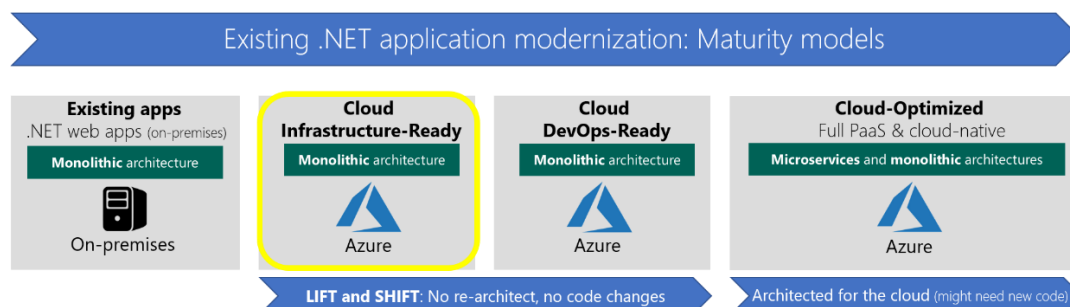 Existing .NET application modernization: Maturity models
Existing apps
.NET web apps (on-premises)
Monolithic architecture
On-premises
Cloud
Infrastructure-Ready
Monolithic architecture
Azure
Cloud
DevOps-Ready
Monolithic architecture
Azure
Cloud-Optimized
Full PaaS & cloud-native
Microservices and monolithic architectures
Azure
LIFT and SHIFT: No re-architect, no code changes
Architected for the cloud (might need new code)